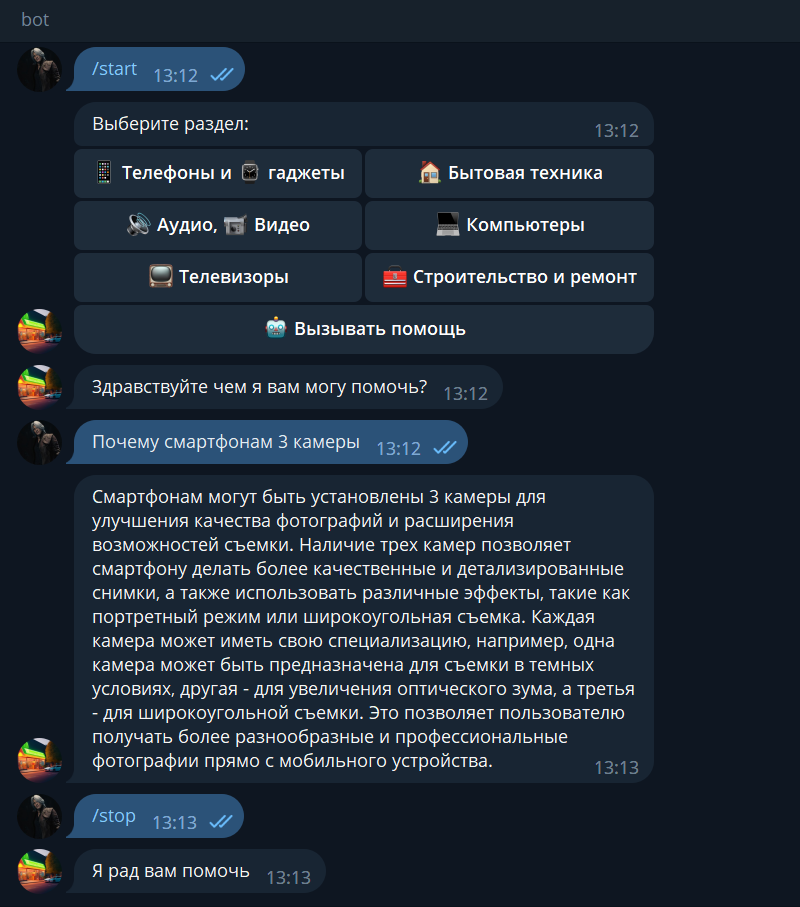 bot
/start 13:12
Выберите раздел: 13:12
Телефоны и гаджеты
Бытовая техника
Аудио, Видео
Компьютеры
Телевизоры
Строительство и ремонт
Вызывать помощь
Здравствуйте чем я вам могу помочь? 13:12
Почему смартфонам 3 камеры 13:12
Смартфонам могут быть установлены 3 камеры для
улучшения качества фотографий и расширения
возможностей съемки. Наличие трех камер позволяет
смартфону делать более качественные и детализированные
снимки, а также использовать различные эффекты, такие как
портретный режим или широкоугольная съемка. Каждая
камера может иметь свою специализацию, например, одна
камера может быть предназначена для съемки в темных
условиях, другая - для увеличения оптического зума, а третья
- для широкоугольной съемки. Это позволяет пользователю
получать более разнообразные и профессиональные
фотографии прямо с мобильного устройства. 13:13
/stop 13:13
Я рад вам помочь 13:13